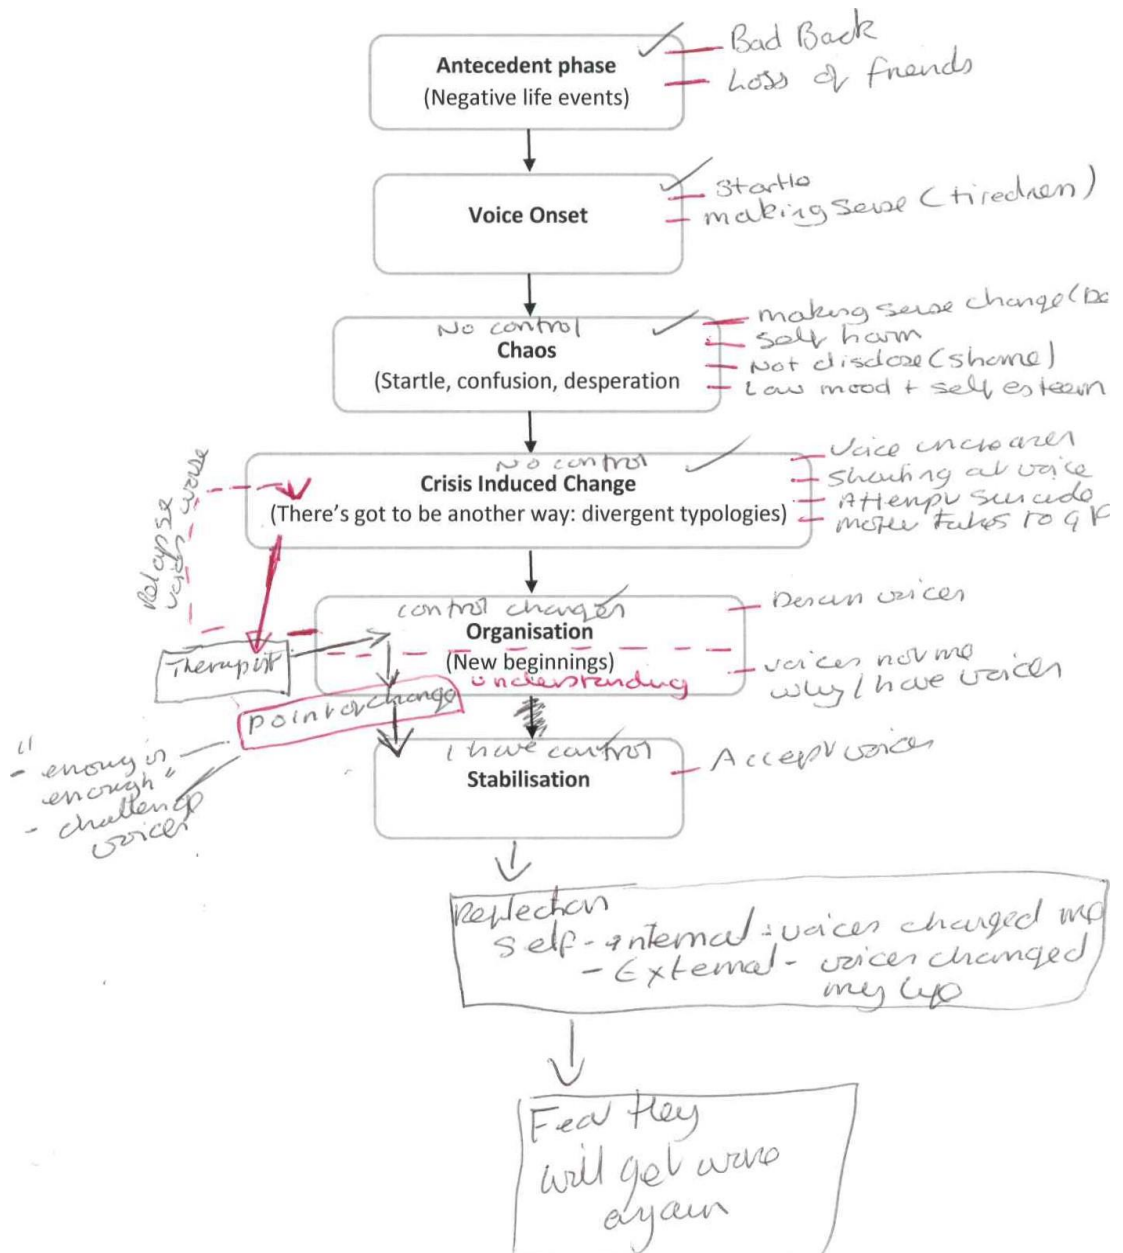 Bad Back
Loss of friends
Antecedent phase
(Negative life events)
Startle
making sense (tiredness)
Voice Onset
making sense change (
self harm
Not disclose (shame)
Low mood + self esteem
No control
Chaos
(Startle, confusion, desperation
Voice increases
Shouting at voice
Attempt suicide
takes to GP
No control
Crisis Induced Change
(There's got to be another way: divergent typologies)
Relapse
voices worse
control changes
Organisation
(New beginnings)
understanding
voices
voices not me
why I have voices
Therapist
point of change
"
- enough is
enough"
- challenge
voices
I have control
Stabilisation
Accept voices
Reflection
Self - internal : voices changed me
- External - voices changed
my life
Fear they
will get worse
again